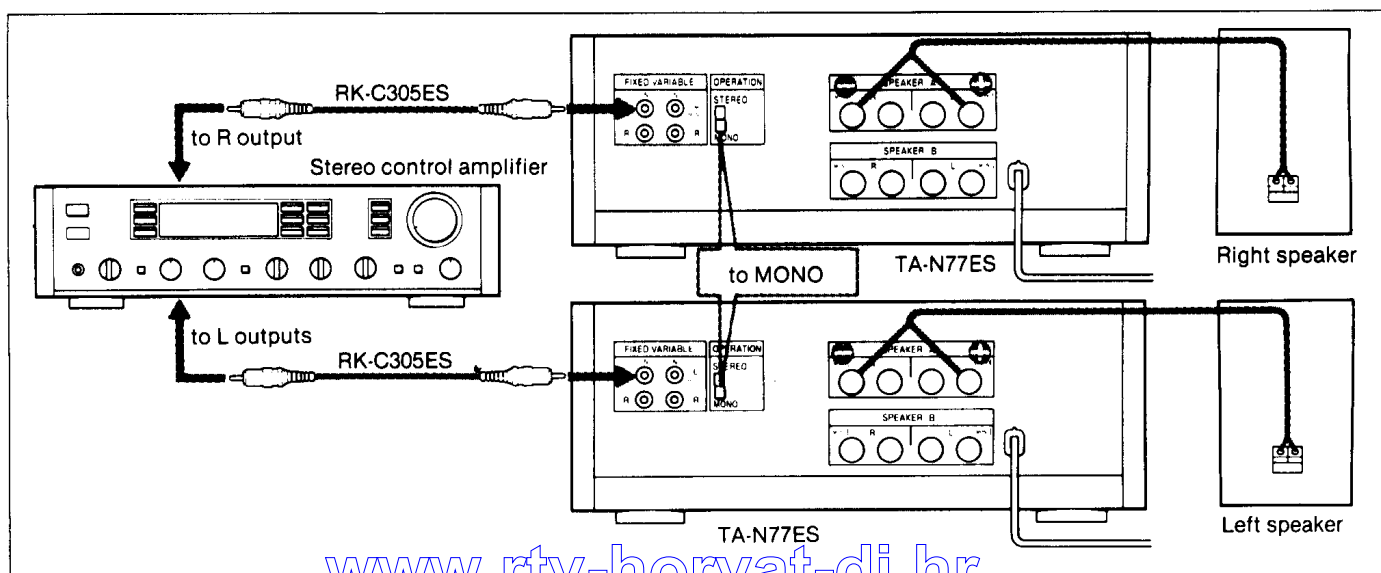 RK-C305ES
to R output
Stereo control amplifier
FIXED VARIABLE
OPERATION
STEREO
MONO
R
R
SPEAKER A
SPEAKER B
R
L
TA-N77ES
Right speaker
to MONO
to L outputs
RK-C305ES
FIXED VARIABLE
OPERATION
STEREO
MONO
L
R
R
SPEAKER A
SPEAKER B
R
L
TA-N77ES
Left speaker
www.rtv-horvat-dj.hr